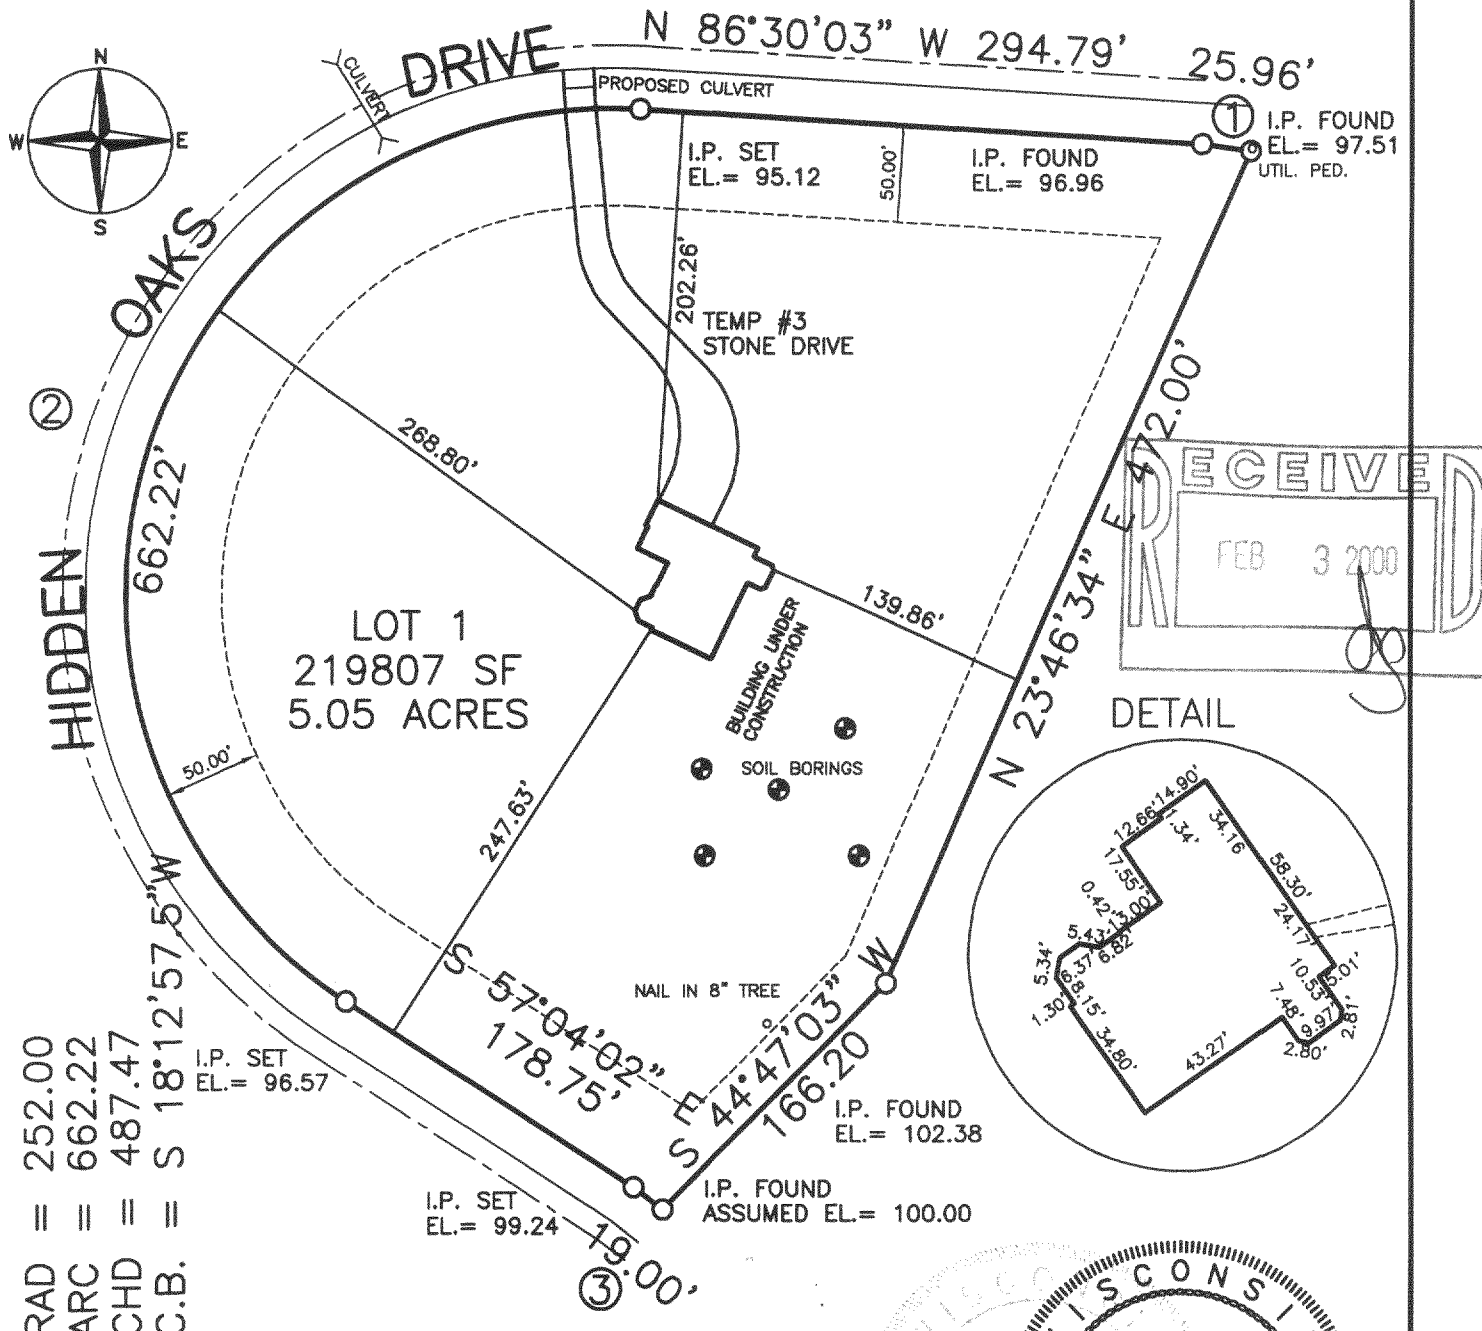 N 86°30'03" W 294.79'
25.96'
DRIVE
CULVERT
PROPOSED CULVERT
N
W E
S
1
I.P. FOUND
EL.= 97.51
UTIL. PED.
I.P. SET
EL.= 95.12
50.00'
I.P. FOUND
EL.= 96.96
OAKS
202.26'
TEMP #3
STONE DRIVE
2
268.80'
662.22'
N 23°46'34" E 472.00'
RECEIVED
FEB 3 2000
HIDDEN
139.86'
LOT 1
219807 SF
5.05 ACRES
BUILDING UNDER
CONSTRUCTION
50.00'
247.63'
SOIL BORINGS
DETAIL
14.90'
12.66'
1.34'
34.16
17.55'
58.30'
0.42'
13.00'
24.17'
5.43'
6.82'
5.34'
6.37'
5.01'
10.53'
8.15'
1.30'
7.48'
9.97'
2.81'
2.80'
34.80'
43.27'
NAIL IN 8" TREE
S 57°04'02" E
178.75'
S 44°47'03" W
166.20
I.P. SET
EL.= 96.57
I.P. FOUND
EL.= 102.38
I.P. SET
EL.= 99.24
I.P. FOUND
ASSUMED EL.= 100.00
19.00'
3
RAD = 252.00
ARC = 662.22
CHD = 487.47
C.B. = S 18°12'57.5"W
ISCONSI